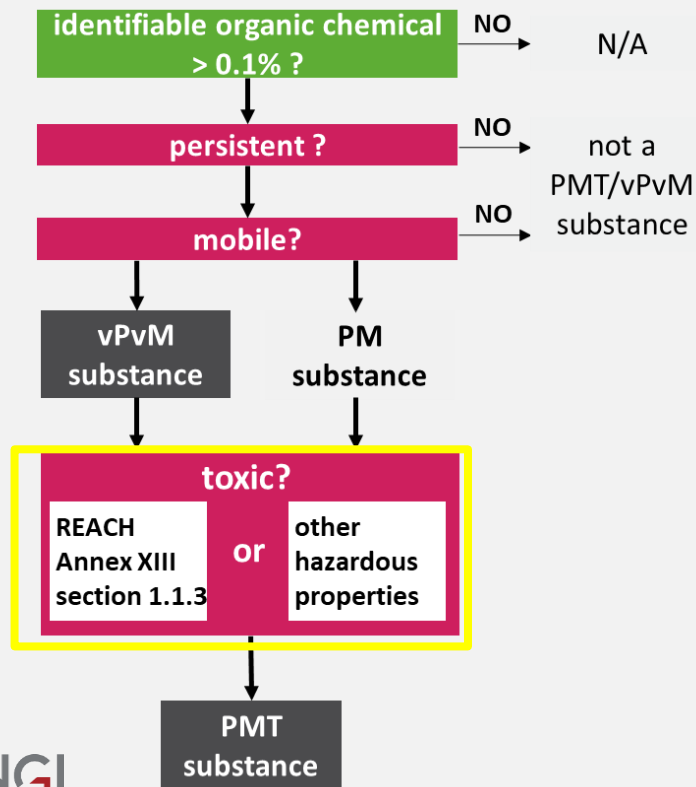 identifiable organic chemical
> 0.1% ?
NO
N/A
persistent ?
NO
not a
PMT/vPvM
substance
mobile?
NO
vPvM
substance
PM
substance
toxic?
REACH
Annex XIII
section 1.1.3
or
other
hazardous
properties
PMT
substance
NGI